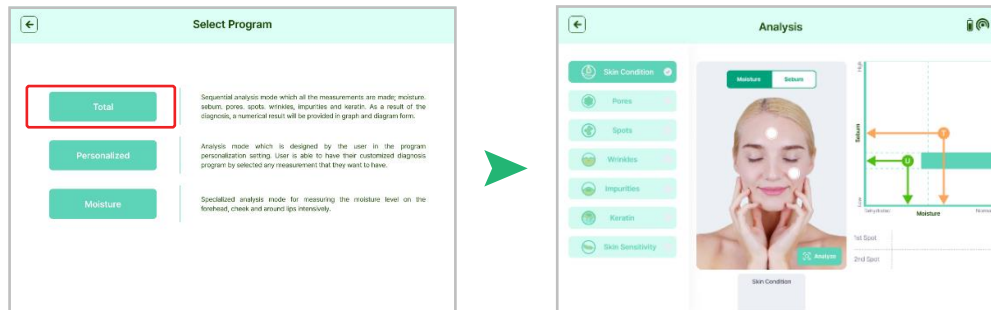 Select Program
Total
Sequential analysis mode which all the measurements are made; moisture,
sebum, pores, spots, wrinkles, impurities and keratin. As a result of the
diagnosis, a numerical result will be provided in graph and diagram form.
Personalized
Analysis mode which is designed by the user in the program
personalization setting. User is able to have their customized diagnosis
program by selected any measurement that they want to have.
Moisture
Specialized analysis mode for measuring the moisture level on the
forehead, cheek and around lips intensively.
Analysis
Skin Condition
Pores
Spots
Wrinkles
Impurities
Keratin
Skin Sensitivity
Moisture Sebum
Analyze
Skin Condition
High
Sebum
Low
T
U
Dehydrated Moisture
1st Spot
2nd Spot